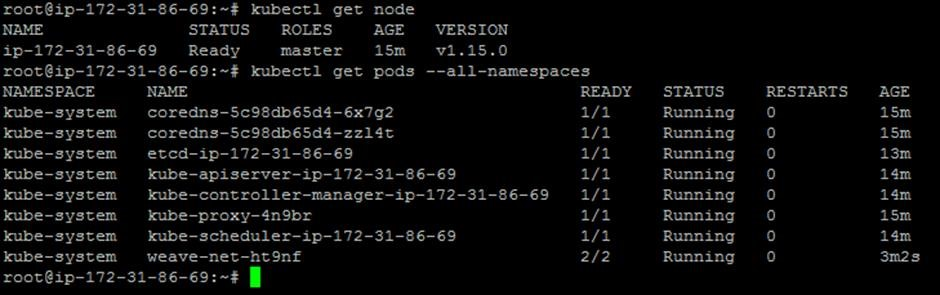 root@ip-172-31-86-69:~# kubectl get node
NAME STATUS ROLES AGE VERSION
ip-172-31-86-69 Ready master 15m v1.15.0
root@ip-172-31-86-69:~# kubectl get pods --all-namespaces
NAMESPACE NAME READY STATUS RESTARTS AGE
kube-system coredns-5c98db65d4-6x7g2 1/1 Running 0 15m
kube-system coredns-5c98db65d4-zzl4t 1/1 Running 0 15m
kube-system etcd-ip-172-31-86-69 1/1 Running 0 13m
kube-system kube-apiserver-ip-172-31-86-69 1/1 Running 0 14m
kube-system kube-controller-manager-ip-172-31-86-69 1/1 Running 0 14m
kube-system kube-proxy-4n9br 1/1 Running 0 15m
kube-system kube-scheduler-ip-172-31-86-69 1/1 Running 0 14m
kube-system weave-net-ht9nf 2/2 Running 0 3m2s
root@ip-172-31-86-69:~#